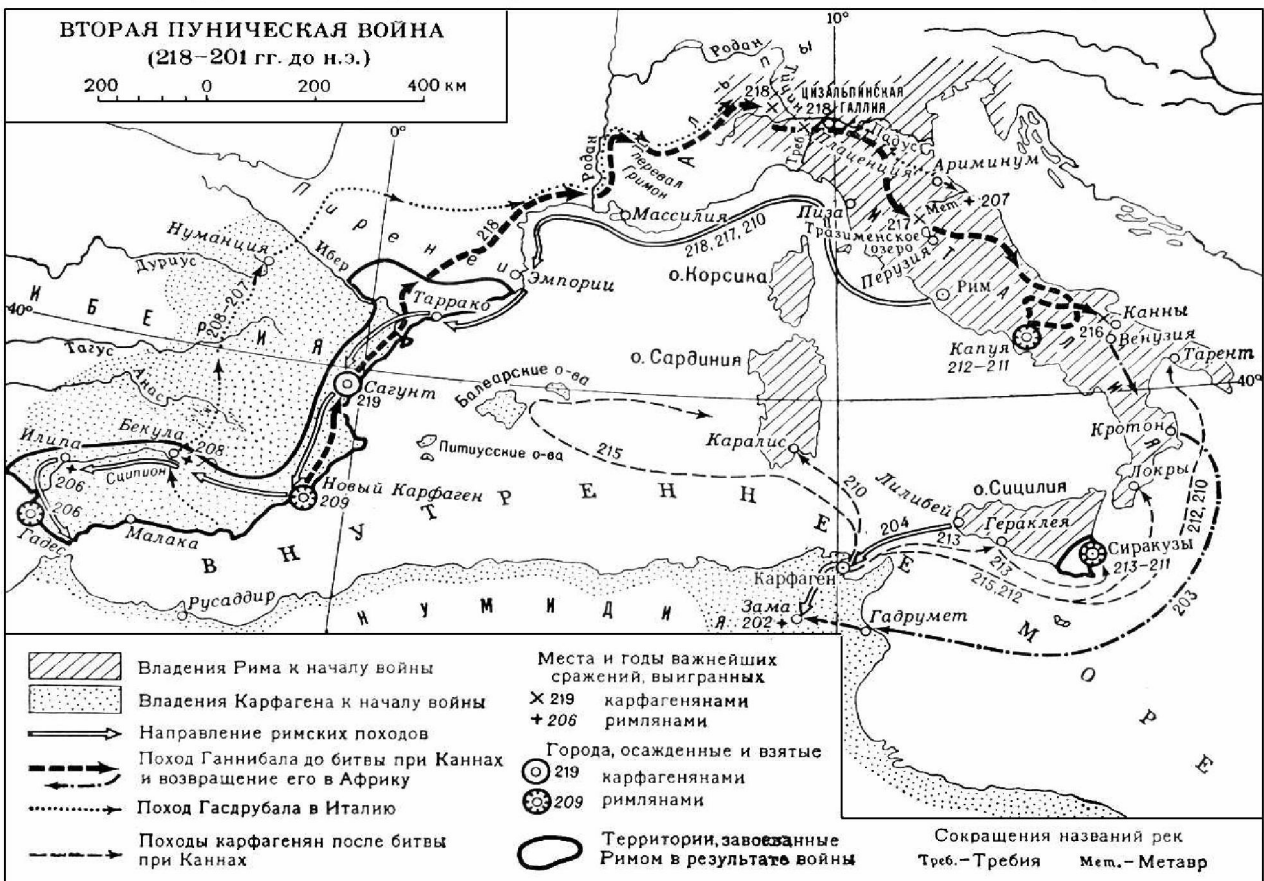 ВТОРАЯ ПУНИЧЕСКАЯ ВОЙНА
(218–201 гг. до н.э.)
200 0 200 400 км
0°
10°
Родан
Тицин
А Л Ь П Ы
218
ЦИЗАЛЬПИНСКАЯ
ГАЛЛИЯ
218
Падус
Треб.
Плаценция
Родан
перевал
Гримон
Ариминум
Мет. 207
Пиренеи
Массилия
Пиза
217
Тразименское
озеро
Перузия
218, 217, 210
218
Нуманция
Ибер
Дуриус
Эмпории
о.Корсика
Рим
ИТАЛИЯ
40°
ИБЕРИЯ
Тарракo
208–207
Канны
216
Венузия
Капуя
212–211
Тарент
40°
Тагус
Анас
о.Сардиния
Сагунт
219
Балеарские о-ва
Бекула
208
Илипа
Питиусские о-ва
215
Каралис
Кротон
Локры
Сципион
206
206
Новый Карфаген
209
210
Лилибей
о.Сицилия
Гераклея
212, 210
Гадес
Малака
204
213
Сиракузы
213–211
213
215, 212
ВНУТРЕННЕЕ МОРЕ
Карфаген
203
Русаддир
НУМИДИЯ
Зама
202
Гадрумет
Владения Рима к началу войны
Владения Карфагена к началу войны
Направление римских походов
Поход Ганнибала до битвы при Каннах
и возвращение его в Африку
Поход Гасдрубала в Италию
Походы карфагенян после битвы
при Каннах
Места и годы важнейших
сражений, выигранных
219 карфагенянами
206 римлянами
Города, осажденные и взятые
219 карфагенянами
209 римлянами
Территории, завоеванные
Римом в результате войны
Сокращения названий рек
Треб.-Требия Мет.-Метавр